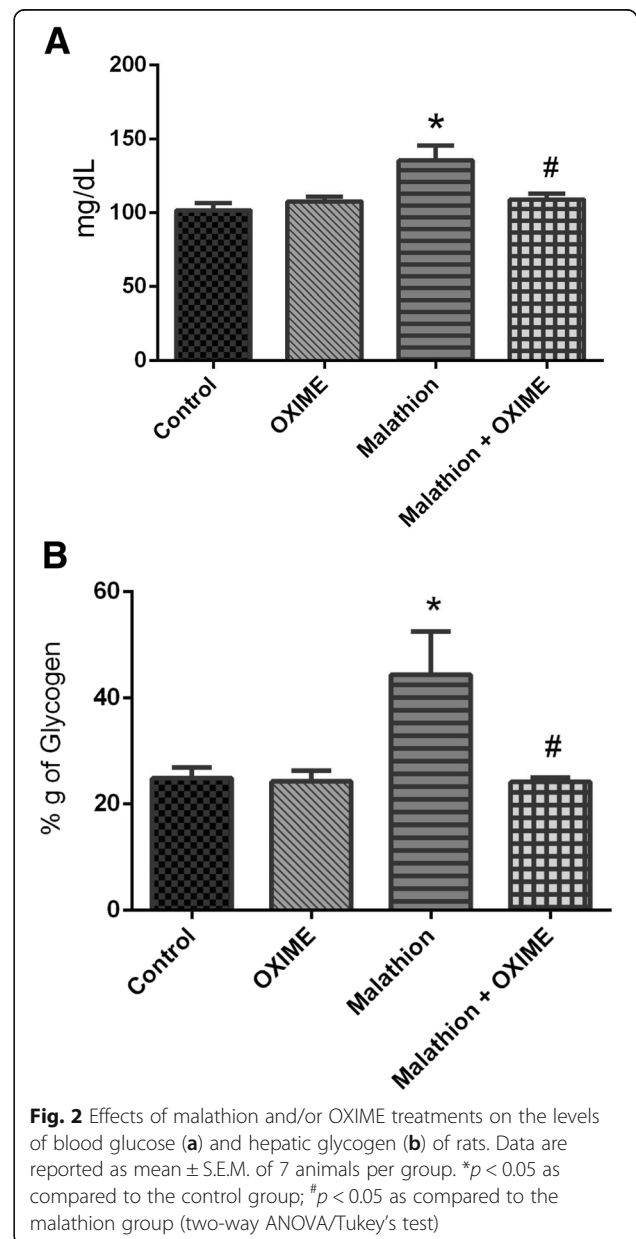 A
200
150
100
50
0
mg/dL
*
#
Control
OXIME
Malathion
Malathion + OXIME
B
60
40
20
0
% g of Glycogen
*
#
Control
OXIME
Malathion
Malathion + OXIME
Fig. 2 Effects of malathion and/or OXIME treatments on the levels
of blood glucose (a) and hepatic glycogen (b) of rats. Data are
reported as mean ± S.E.M. of 7 animals per group. *p < 0.05 as
compared to the control group; #p < 0.05 as compared to the
malathion group (two-way ANOVA/Tukey's test)